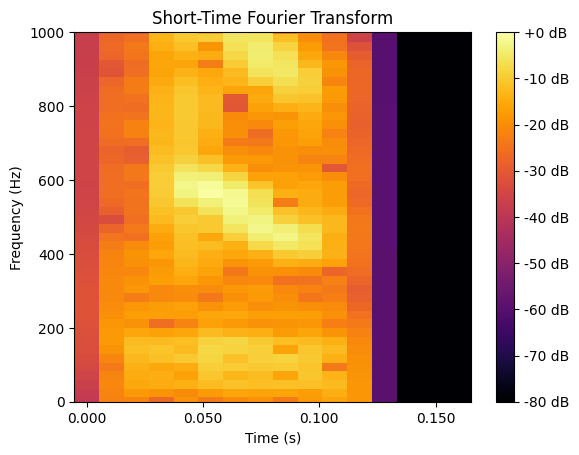 Short-Time Fourier Transform
1000
800
600
400
200
0
Frequency (Hz)
0.000
0.050
0.100
0.150
Time (s)
+0 dB
-10 dB
-20 dB
-30 dB
-40 dB
-50 dB
-60 dB
-70 dB
-80 dB